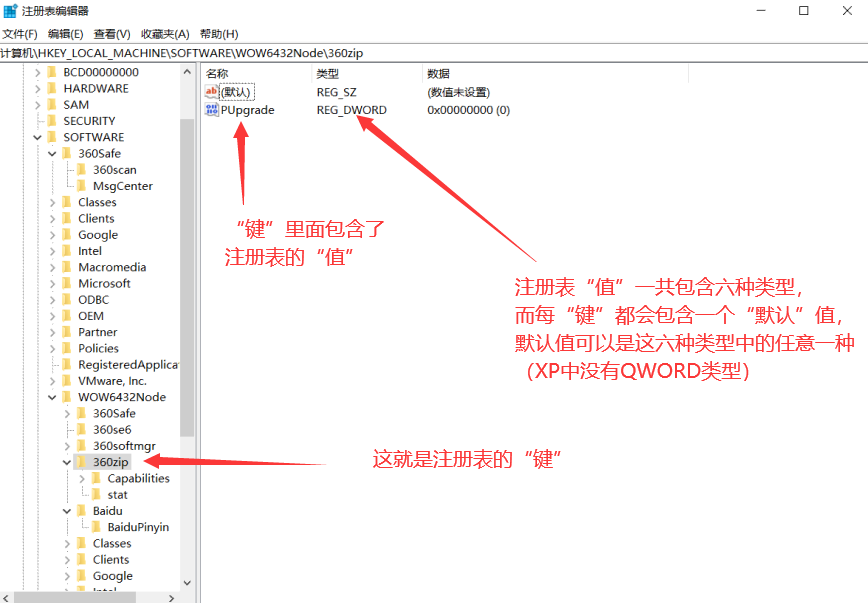 注册表编辑器
文件(F) 编辑(E) 查看(V) 收藏夹(A) 帮助(H)
计算机\HKEY_LOCAL_MACHINE\SOFTWARE\WOW6432Node\360zip
BCD00000000
HARDWARE
SAM
SECURITY
SOFTWARE
360Safe
360scan
MsgCenter
Classes
Clients
Google
Intel
Macromedia
Microsoft
ODBC
OEM
Partner
Policies
RegisteredApplica
VMware, Inc.
WOW6432Node
360Safe
360se6
360softmgr
360zip
Capabilities
stat
Baidu
BaiduPinyin
Classes
Clients
Google
名称 类型 数据
(默认) REG_SZ (数值未设置)
PUpgrade REG_DWORD 0x00000000 (0)
“键”里面包含了
注册表的“值”
注册表“值”一共包含六种类型，
而每“键”都会包含一个“默认”值，
默认值可以是这六种类型中的任意一种
（XP中没有QWORD类型）
这就是注册表的“键”